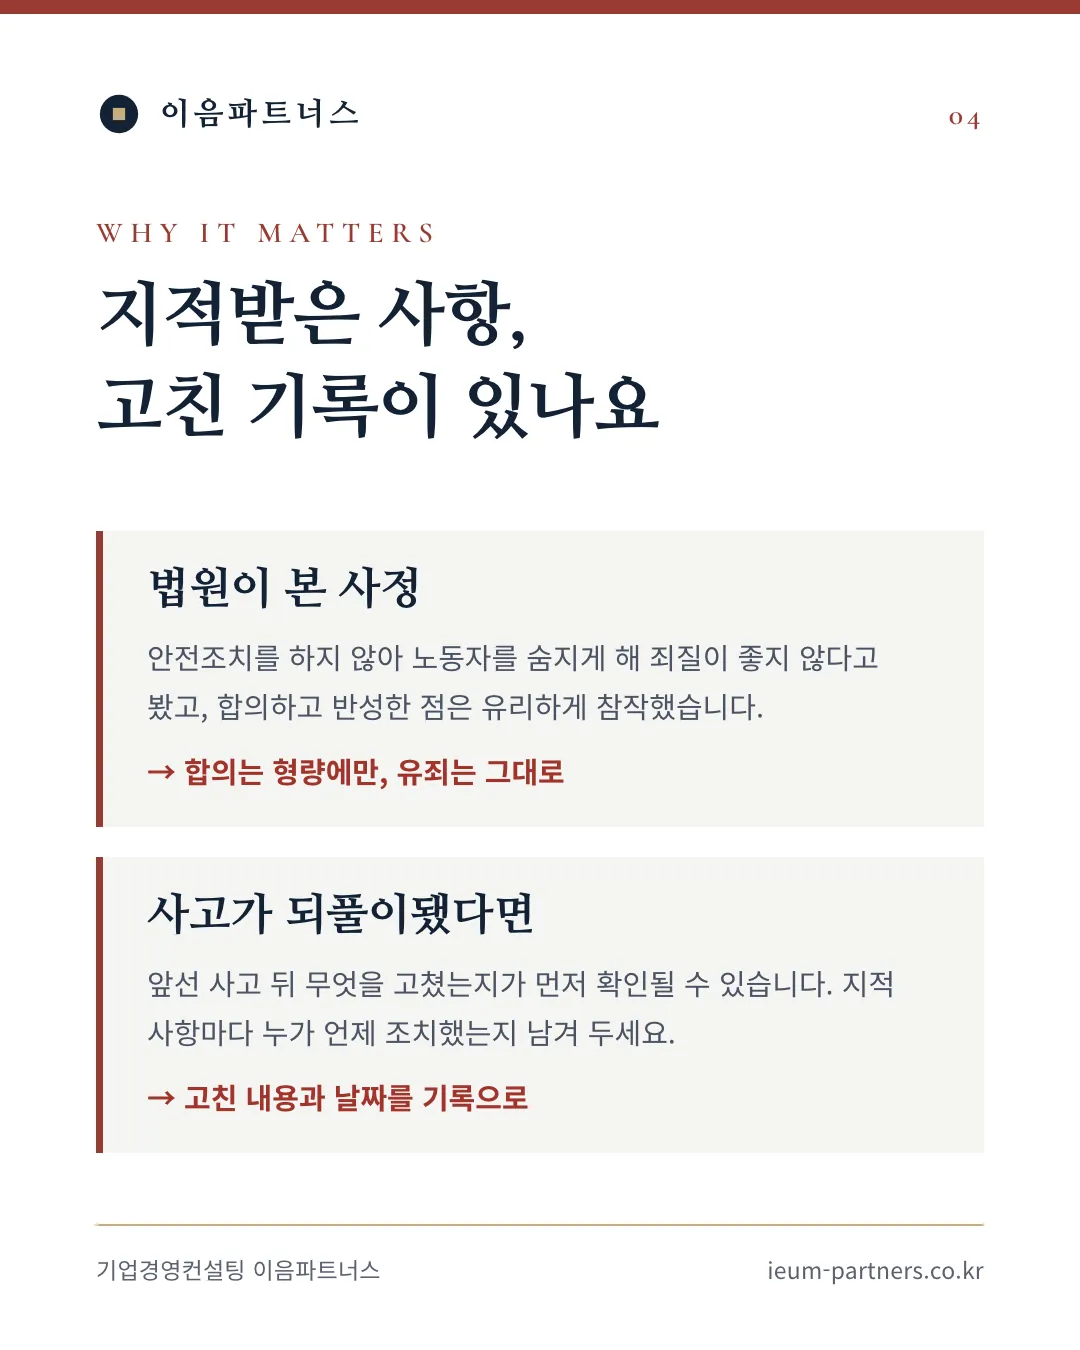 이음파트너스
04
WHY IT MATTERS
지적받은 사항,
고친 기록이 있나요
법원이 본 사정
안전조치를 하지 않아 노동자를 숨지게 해 죄질이 좋지 않다고
봤고, 합의하고 반성한 점은 유리하게 참작했습니다.
→ 합의는 형량에만, 유죄는 그대로
사고가 되풀이됐다면
앞선 사고 뒤 무엇을 고쳤는지가 먼저 확인될 수 있습니다. 지적
사항마다 누가 언제 조치했는지 남겨 두세요.
→ 고친 내용과 날짜를 기록으로
기업경영컨설팅 이음파트너스
ieum-partners.co.kr